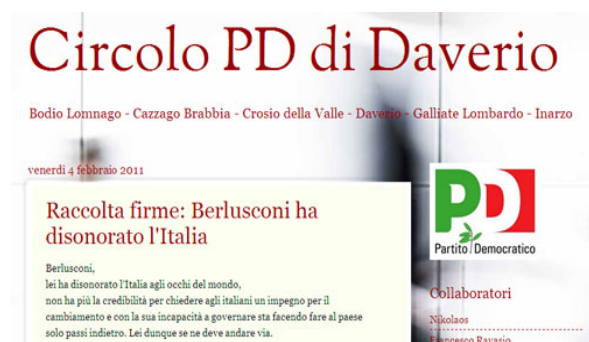 Circolo PD di Daverio
Bodio Lomnago - Cazzago Brabbia - Crosio della Valle - Daverio - Galliate Lombardo - Inarzo
venerdì 4 febbraio 2011
Raccolta firme: Berlusconi ha
disonorato l'Italia
Berlusconi,
lei ha disonorato l'Italia agli occhi del mondo,
non ha più la credibilità per chiedere agli italiani un impegno per il
cambiamento e con la sua incapacità a governare sta facendo fare al paese
solo passi indietro. Lei dunque se ne deve andare via.
PD
Partito Democratico
Collaboratori
Nikolaos
Francesco Ravasio